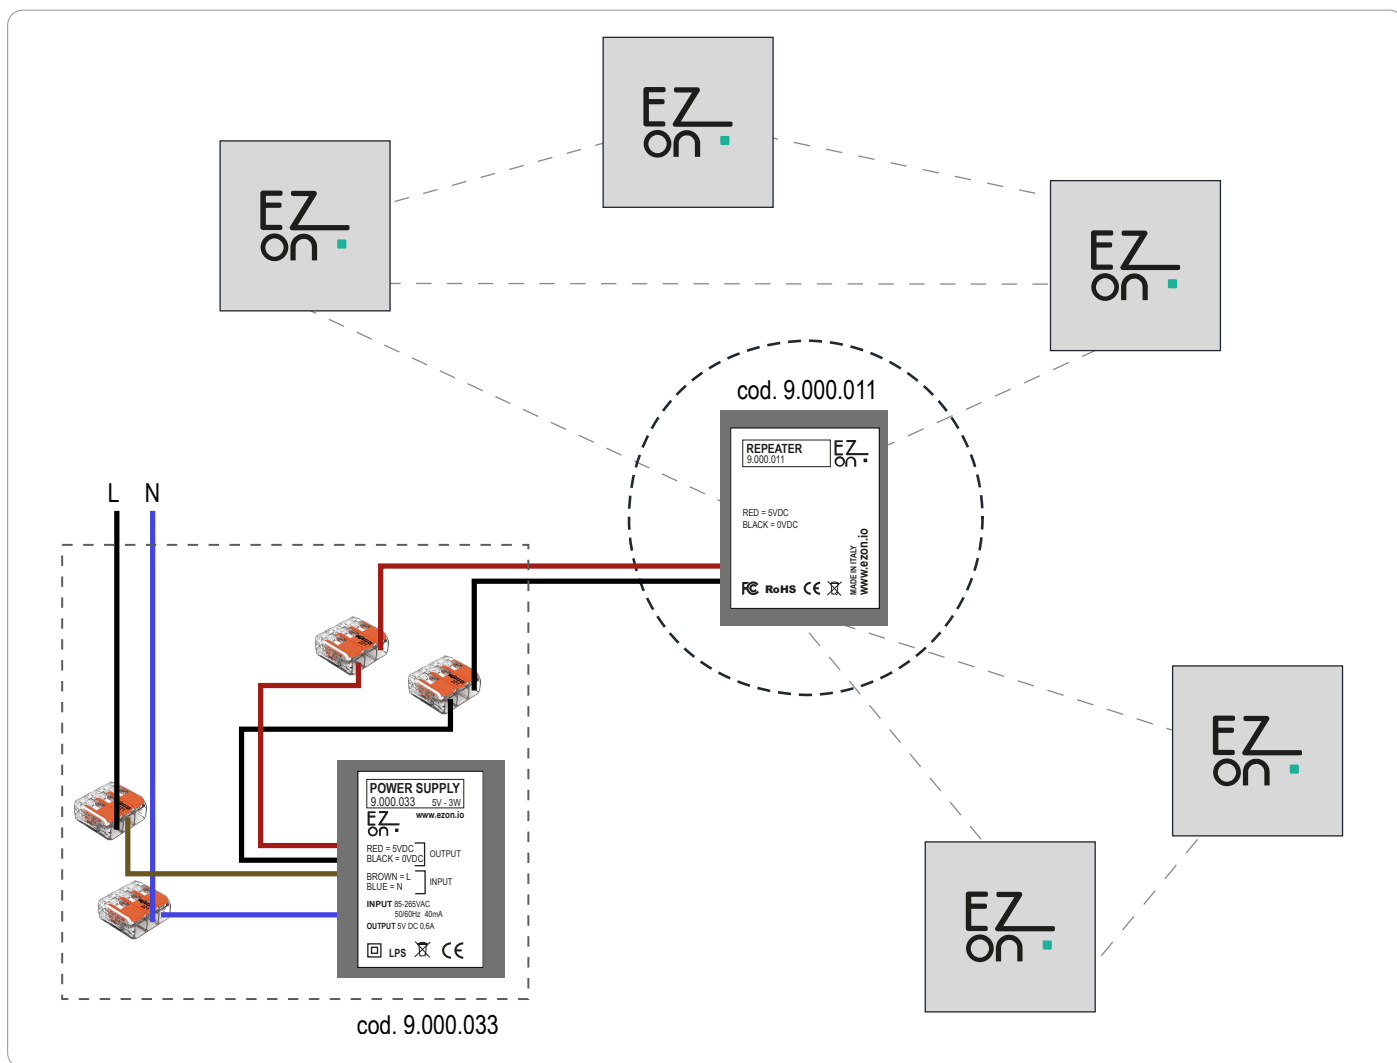 EZ
on
EZ
on
EZ
on
cod. 9.000.011
REPEATER
9.000.011
EZ
on
RED = 5VDC
BLACK = 0VDC
MADE IN ITALY
www.ezon.io
FC RoHS CE
L N
POWER SUPPLY
9.000.033 5V - 3W
EZ
on
www.ezon.io
RED = 5VDC
BLACK = 0VDC
OUTPUT
BROWN = L
BLUE = N
INPUT
INPUT 85-265VAC
50/60Hz 40mA
OUTPUT 5V DC 0,6A
LPS CE
cod. 9.000.033
EZ
on
EZ
on